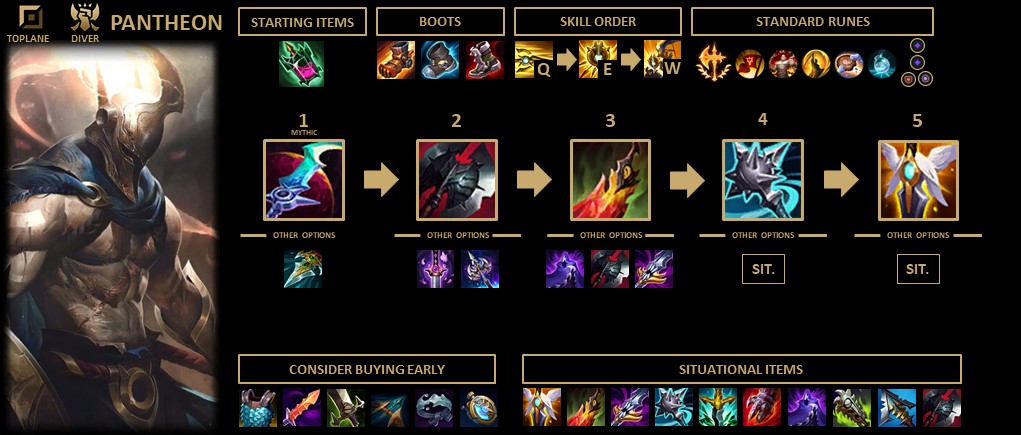 TOPLANE
DIVER
PANTHEON
STARTING ITEMS
BOOTS
SKILL ORDER
STANDARD RUNES
Q
E
W
1
MYTHIC
2
3
4
5
OTHER OPTIONS
OTHER OPTIONS
OTHER OPTIONS
OTHER OPTIONS
OTHER OPTIONS
SIT.
SIT.
CONSIDER BUYING EARLY
SITUATIONAL ITEMS